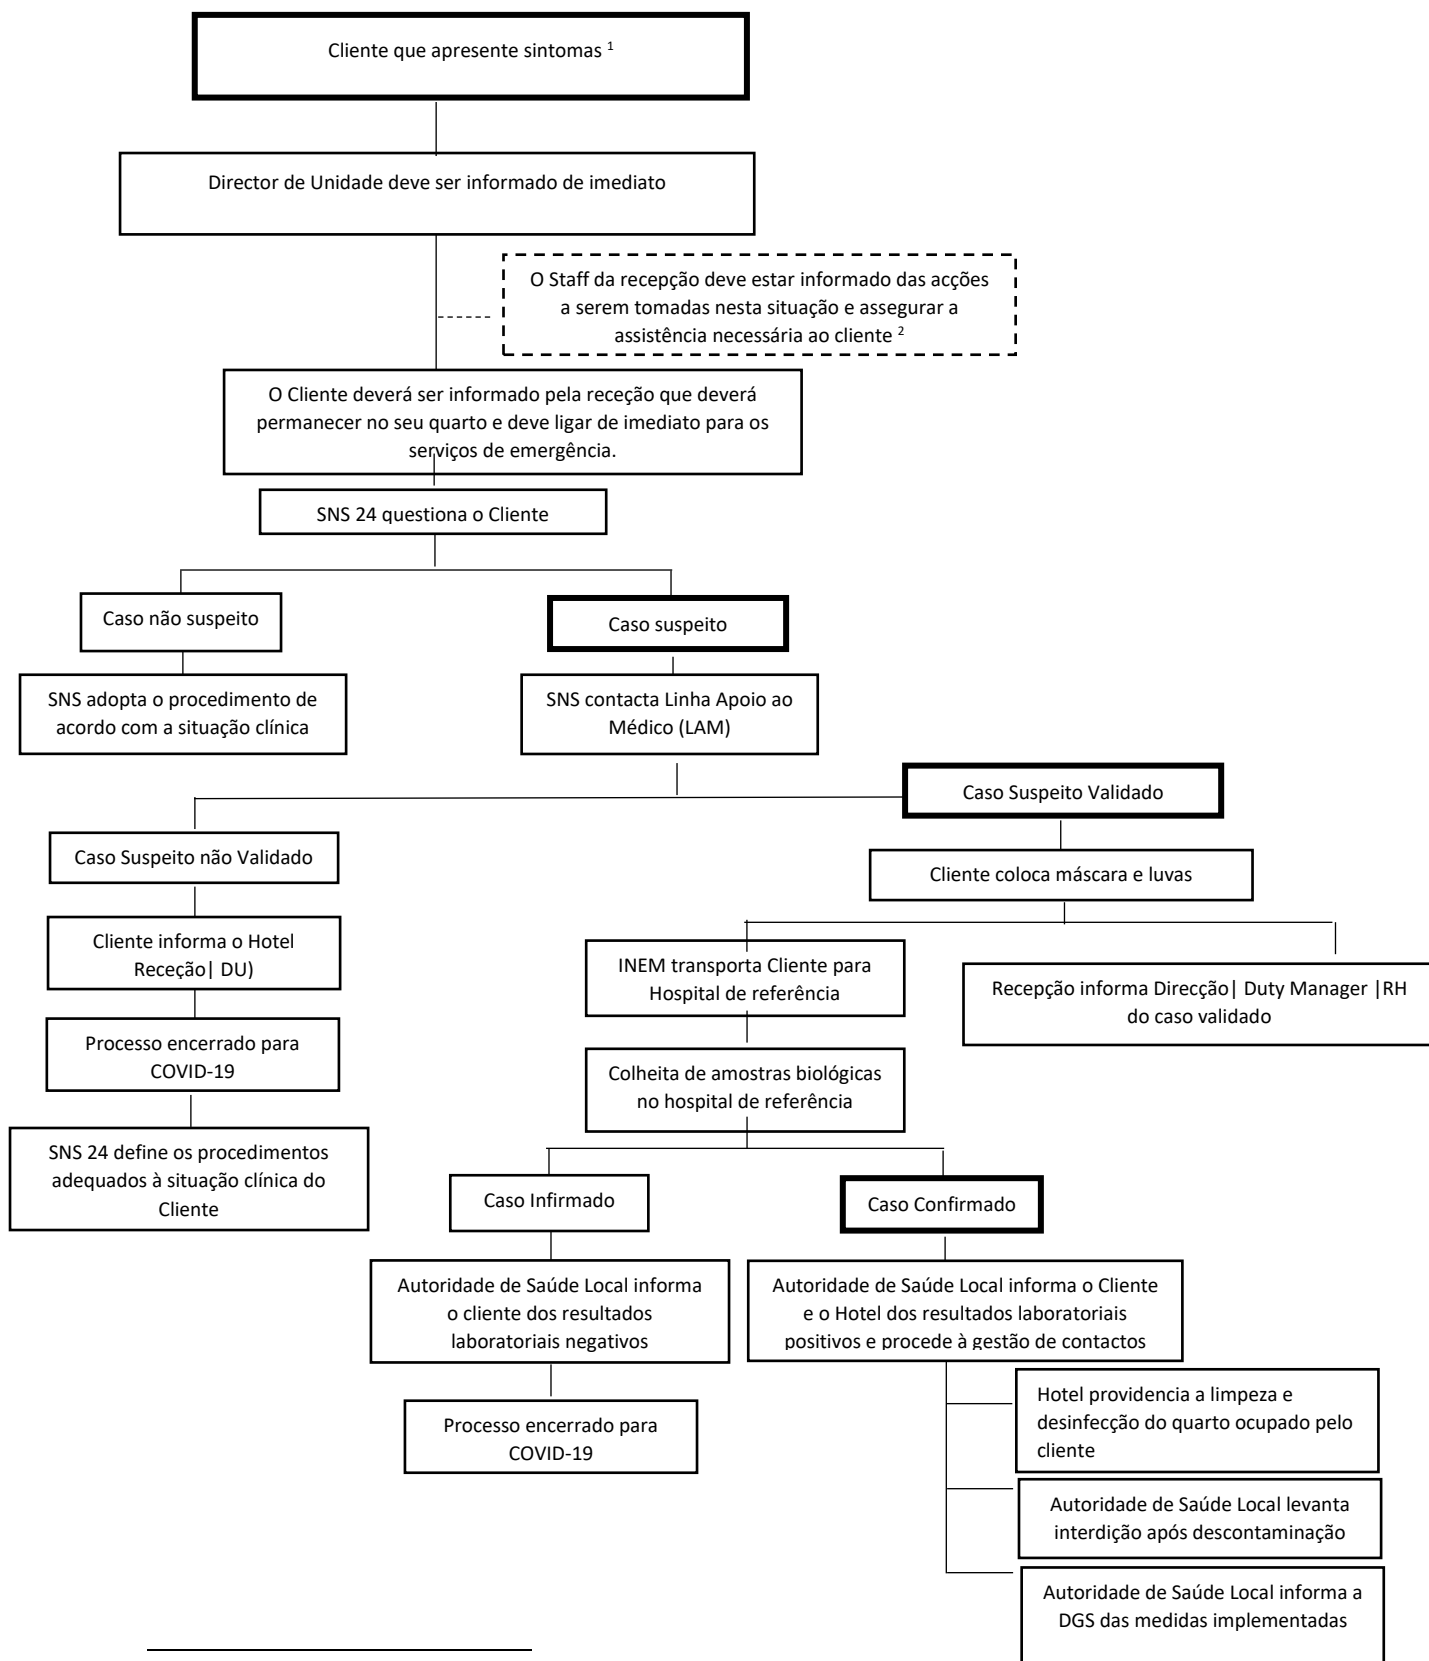 Cliente que apresente sintomas ¹
Director de Unidade deve ser informado de imediato
O Staff da recepção deve estar informado das acções
a serem tomadas nesta situação e assegurar a
assistência necessária ao cliente ²
O Cliente deverá ser informado pela receção que deverá
permanecer no seu quarto e deve ligar de imediato para os
serviços de emergência.
SNS 24 questiona o Cliente
Caso não suspeito
Caso suspeito
SNS adopta o procedimento de
acordo com a situação clínica
SNS contacta Linha Apoio ao
Médico (LAM)
Caso Suspeito Validado
Caso Suspeito não Validado
Cliente coloca máscara e luvas
Cliente informa o Hotel
Receção| DU)
INEM transporta Cliente para
Hospital de referência
Recepção informa Direcção| Duty Manager |RH
do caso validado
Processo encerrado para
COVID-19
Colheita de amostras biológicas
no hospital de referência
SNS 24 define os procedimentos
adequados à situação clínica do
Cliente
Caso Infirmado
Caso Confirmado
Autoridade de Saúde Local informa
o cliente dos resultados
laboratoriais negativos
Autoridade de Saúde Local informa o Cliente
e o Hotel dos resultados laboratoriais
positivos e procede à gestão de contactos
Processo encerrado para
COVID-19
Hotel providencia a limpeza e
desinfecção do quarto ocupado pelo
cliente
Autoridade de Saúde Local levanta
interdição após descontaminação
Autoridade de Saúde Local informa a
DGS das medidas implementadas